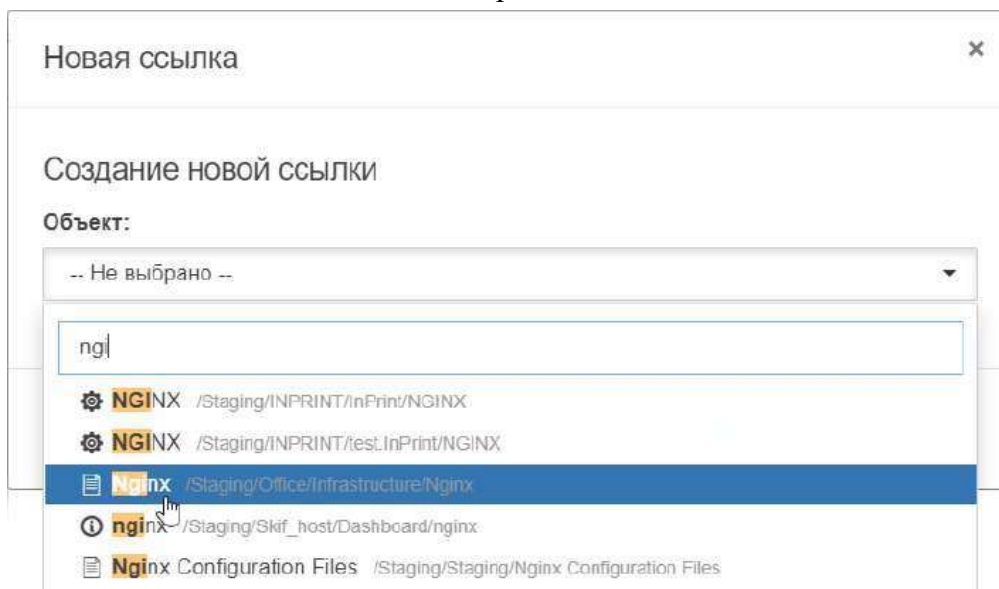 Новая ссылка ×
Создание новой ссылки
Объект:
-- Не выбрано --
ngi
NGINX /Staging/INPRINT/InPrint/NGINX
NGINX /Staging/INPRINT/test.InPrint/NGINX
Nginx /Staging/Office/Infrastructure/Nginx
nginx /Staging/Skif_host/Dashboard/nginx
Nginx Configuration Files /Staging/Staging/Nginx Configuration Files